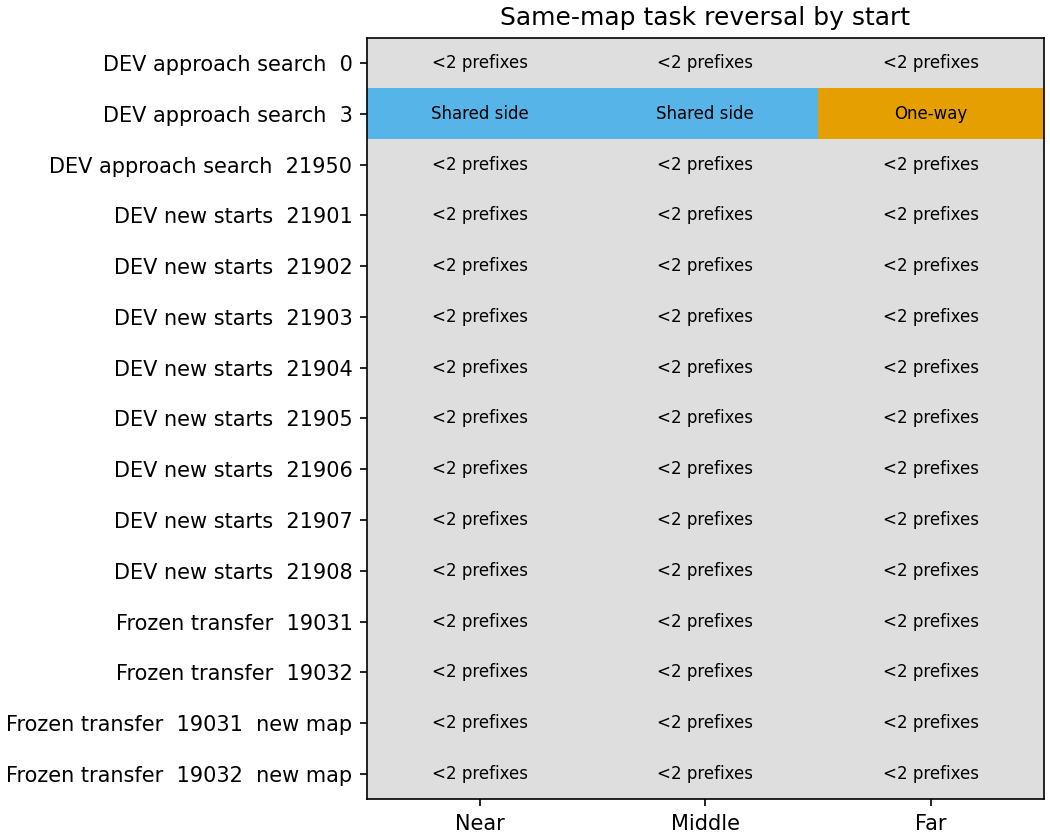 Same-map task reversal by start
DEV approach search  0 <2 prefixes <2 prefixes <2 prefixes
DEV approach search  3 Shared side Shared side One-way
DEV approach search  21950 <2 prefixes <2 prefixes <2 prefixes
DEV new starts  21901 <2 prefixes <2 prefixes <2 prefixes
DEV new starts  21902 <2 prefixes <2 prefixes <2 prefixes
DEV new starts  21903 <2 prefixes <2 prefixes <2 prefixes
DEV new starts  21904 <2 prefixes <2 prefixes <2 prefixes
DEV new starts  21905 <2 prefixes <2 prefixes <2 prefixes
DEV new starts  21906 <2 prefixes <2 prefixes <2 prefixes
DEV new starts  21907 <2 prefixes <2 prefixes <2 prefixes
DEV new starts  21908 <2 prefixes <2 prefixes <2 prefixes
Frozen transfer  19031 <2 prefixes <2 prefixes <2 prefixes
Frozen transfer  19032 <2 prefixes <2 prefixes <2 prefixes
Frozen transfer  19031  new map <2 prefixes <2 prefixes <2 prefixes
Frozen transfer  19032  new map <2 prefixes <2 prefixes <2 prefixes
Near Middle Far